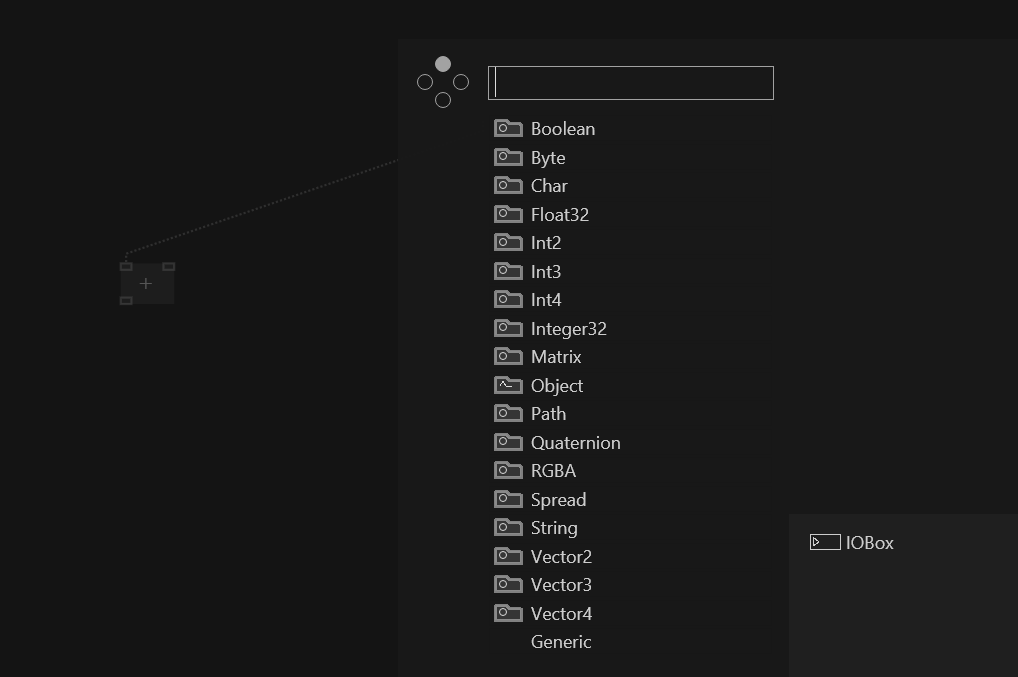 Boolean
Byte
Char
Float32
Int2
Int3
Int4
Integer32
Matrix
Object
Path
Quaternion
RGBA
Spread
String
Vector2
Vector3
Vector4
Generic
IOBox